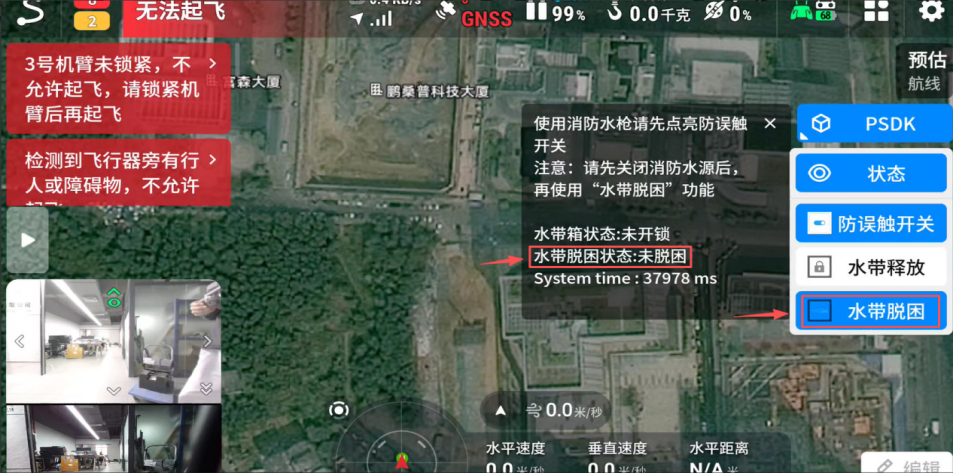 8
2
无法起飞
GNSS
99%
0.0千克
0%
68
3号机臂未锁紧，不
允许起飞，请锁紧机
臂后再起飞
检测到飞行器旁有行
人或障碍物，不允许
起飞
富森大厦
鹏桑普科技大厦
预估
航线
使用消防水枪请先点亮防误触
开关
注意：请先关闭消防水源后，
再使用“水带脱困”功能
水带箱状态:未开锁
水带脱困状态:未脱困
System time : 37978 ms
PSDK
状态
防误触开关
水带释放
水带脱困
0.0米/秒
水平速度
垂直速度
水平距离
0.0米/秒
0.0米/秒
N/A米
编辑